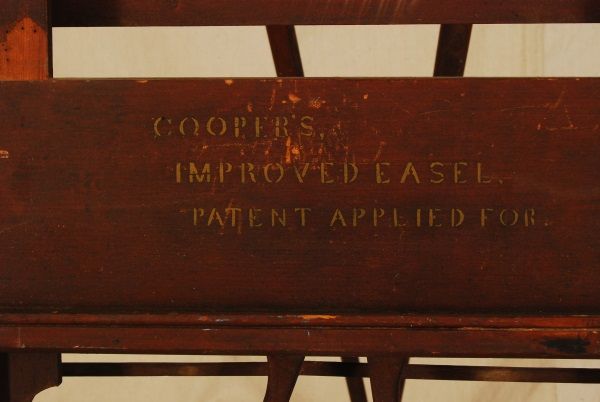 COOPER'S,
IMPROVED EASEL.
PATENT APPLIED FOR.